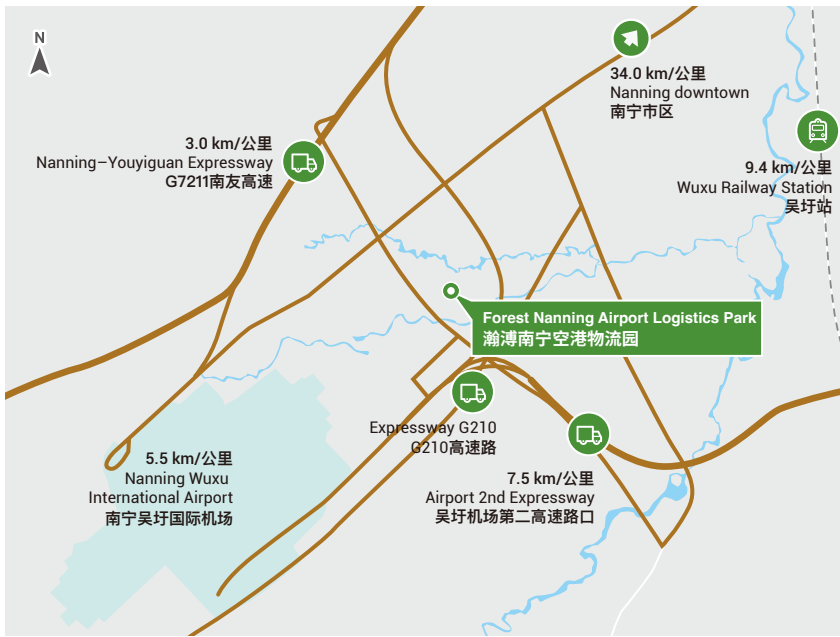 N
34.0 km/公里
Nanning downtown
南宁市区
3.0 km/公里
Nanning–Youyiguan Expressway
G7211南友高速
9.4 km/公里
Wuxu Railway Station
吴圩站
Forest Nanning Airport Logistics Park
瀚溥南宁空港物流园
Expressway G210
G210高速路
5.5 km/公里
Nanning Wuxu
International Airport
南宁吴圩国际机场
7.5 km/公里
Airport 2nd Expressway
吴圩机场第二高速路口